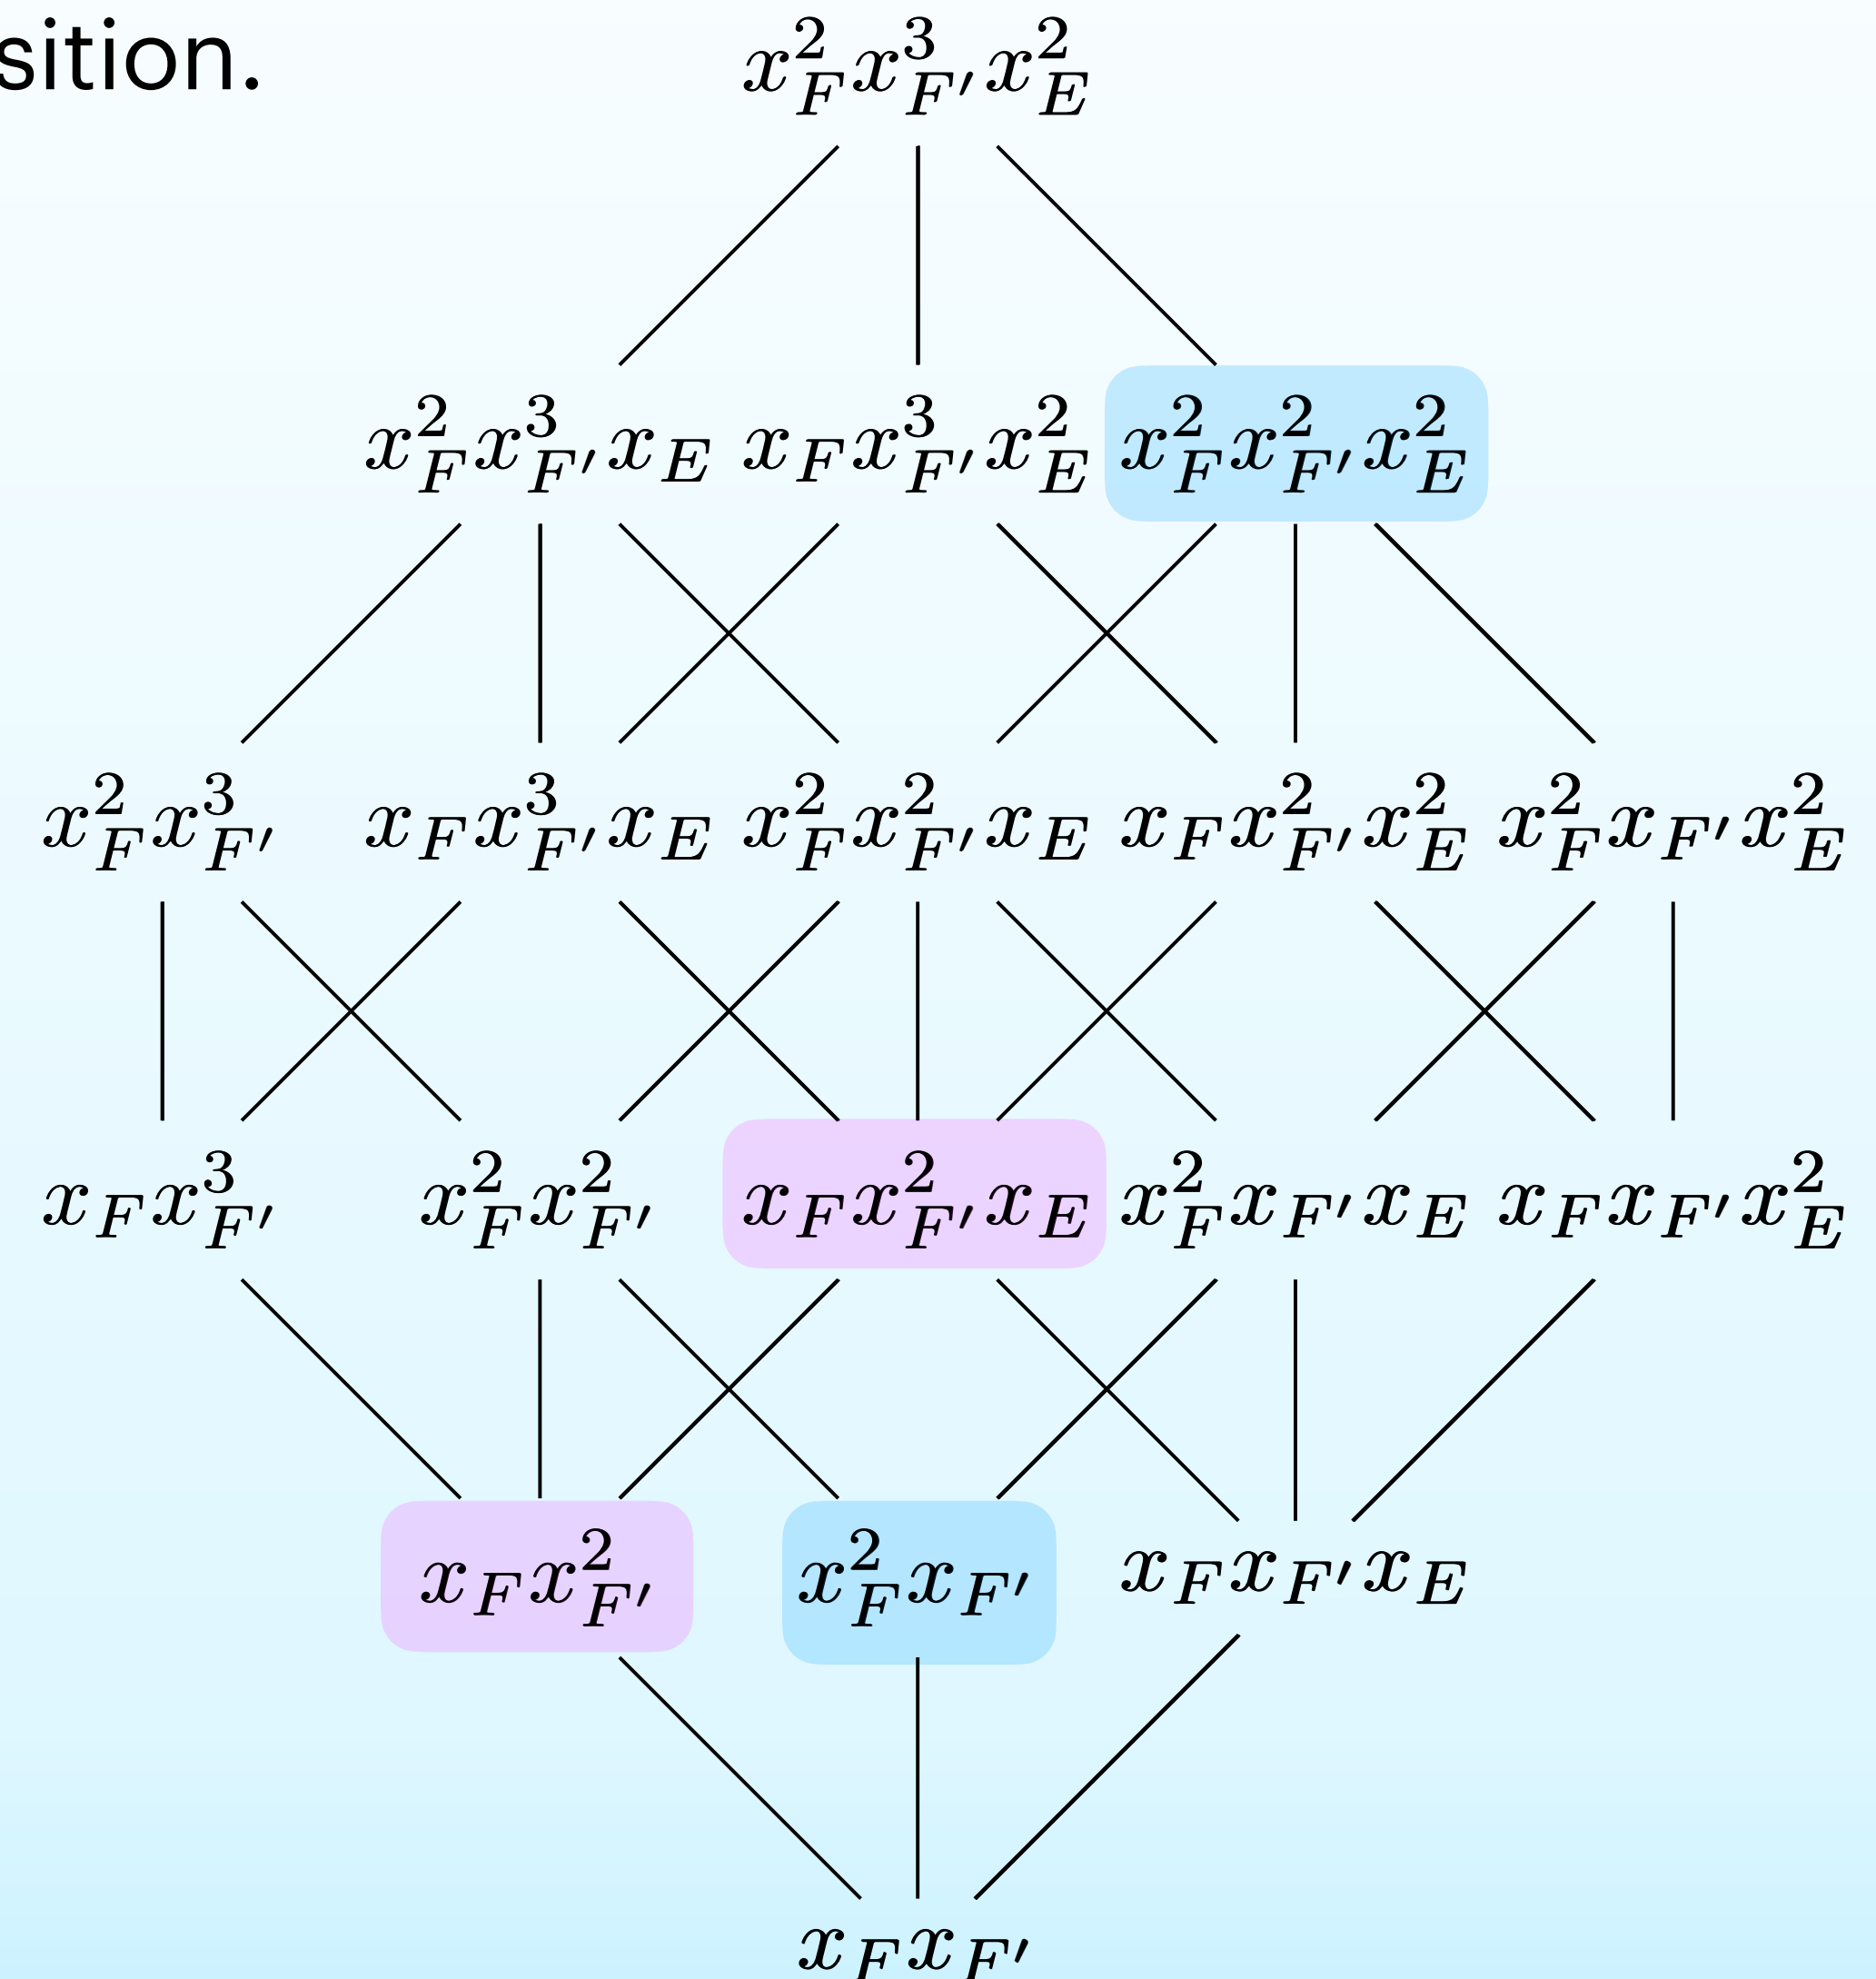 sition.
$x_F^2 x_{F'}^3 x_E^2$
$x_F^2 x_{F'}^3 x_E$ $x_F x_{F'}^3 x_E^2$ $x_F^2 x_{F'}^2 x_E^2$
$x_F^2 x_{F'}^3$ $x_F x_{F'}^3 x_E$ $x_F^2 x_{F'}^2 x_E$ $x_F x_{F'}^2 x_E^2$ $x_F^2 x_{F'} x_E^2$
$x_F x_{F'}^3$ $x_F^2 x_{F'}^2$ $x_F x_{F'}^2 x_E$ $x_F^2 x_{F'} x_E$ $x_F x_{F'} x_E^2$
$x_F x_{F'}^2$ $x_F^2 x_{F'}$ $x_F x_{F'} x_E$
$x_F x_{F'}$